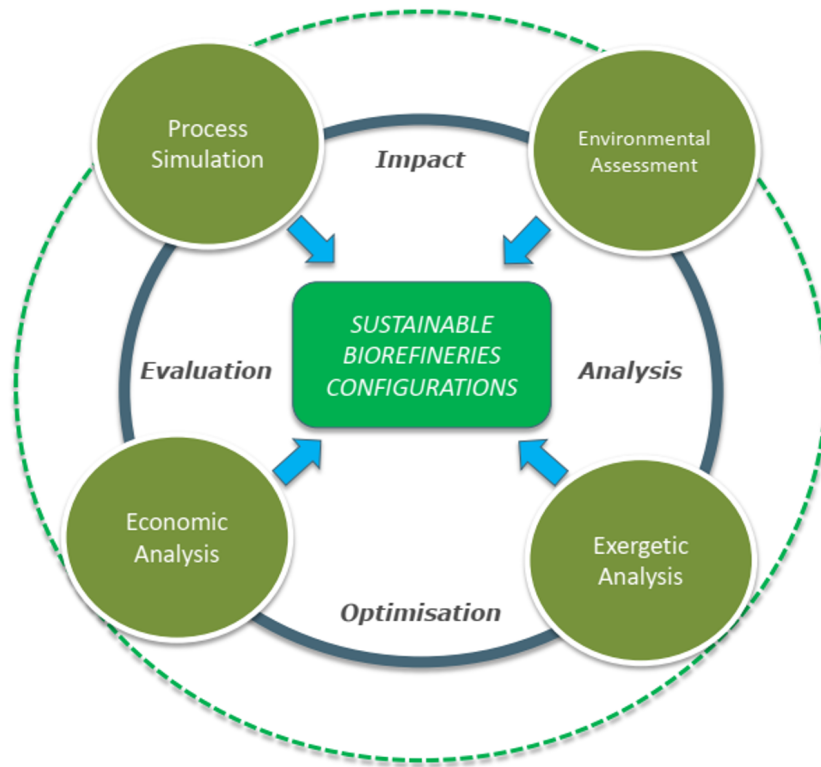 Process
Simulation
Environmental
Assessment
Impact
SUSTAINABLE
BIOREFINERIES
CONFIGURATIONS
Evaluation
Analysis
Economic
Analysis
Exergetic
Analysis
Optimisation